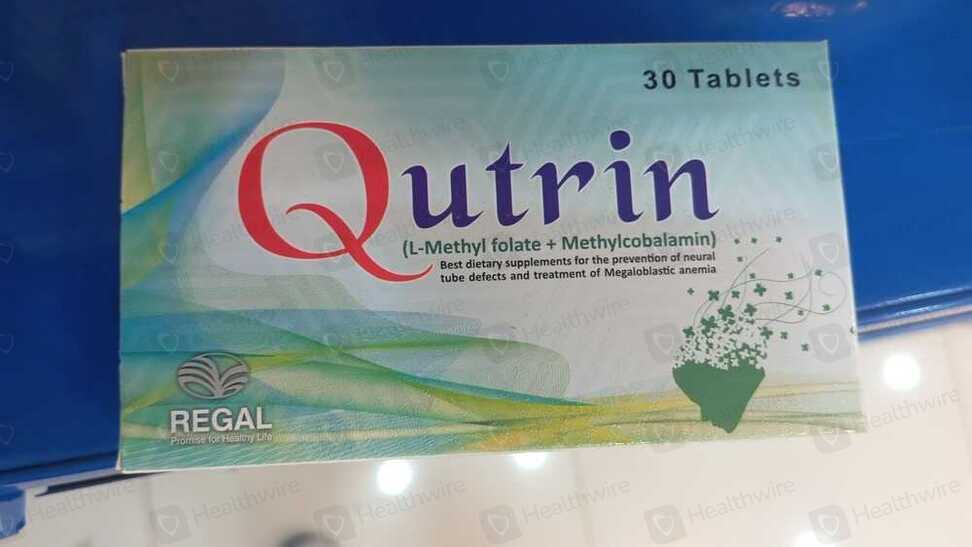 30 Tablets
Qutrin
(L-Methyl folate + Methylcobalamin)
Best dietary supplements for the prevention of neural
tube defects and treatment of Megaloblastic anemia
REGAL
Promise for Healthy Life
Healthwire